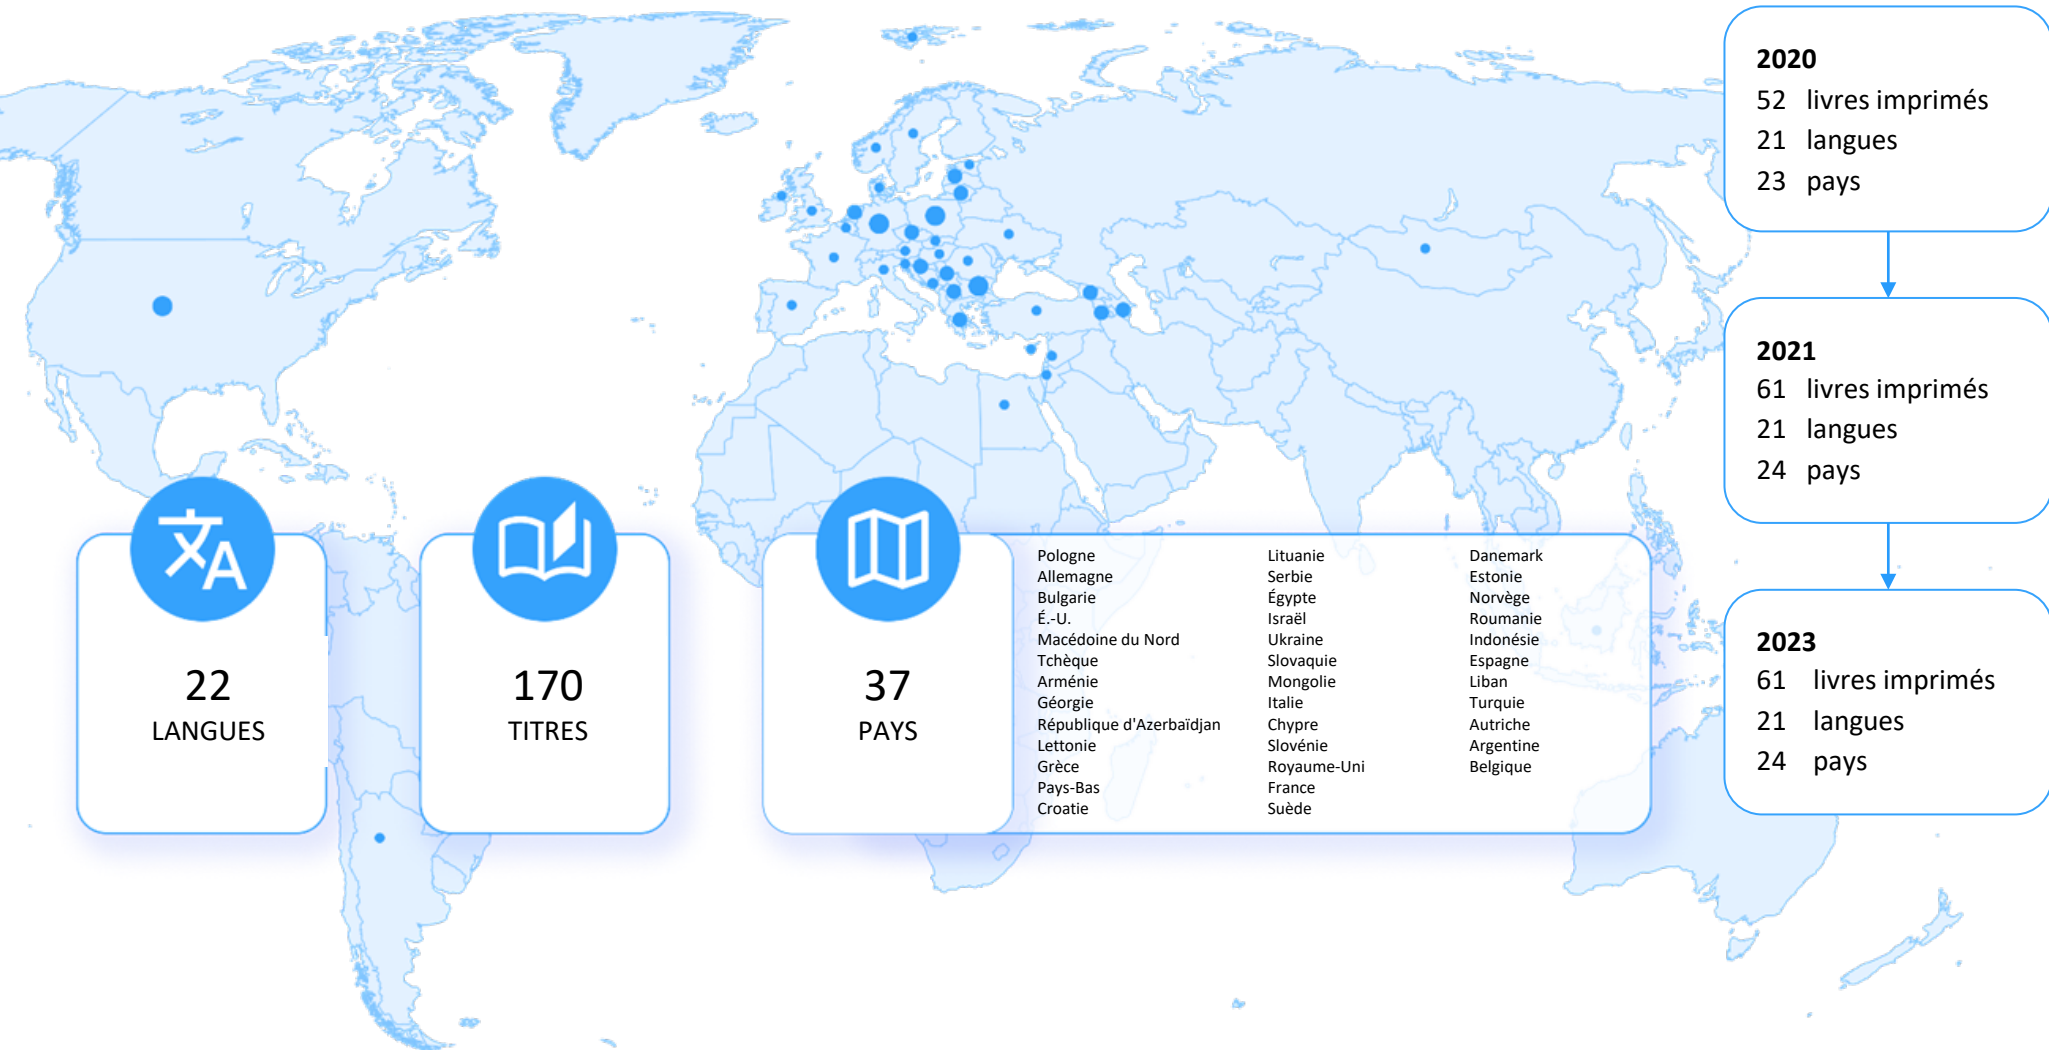 2020
52 livres imprimés
21 langues
23 pays
2021
61 livres imprimés
21 langues
24 pays
2023
61 livres imprimés
21 langues
24 pays
文A
22
LANGUES
170
TITRES
37
PAYS
Pologne
Allemagne
Bulgarie
É.-U.
Macédoine du Nord
Tchèque
Arménie
Géorgie
République d'Azerbaïdjan
Lettonie
Grèce
Pays-Bas
Croatie
Lituanie
Serbie
Égypte
Israël
Ukraine
Slovaquie
Mongolie
Italie
Chypre
Slovénie
Royaume-Uni
France
Suède
Danemark
Estonie
Norvège
Roumanie
Indonésie
Espagne
Liban
Turquie
Autriche
Argentine
Belgique